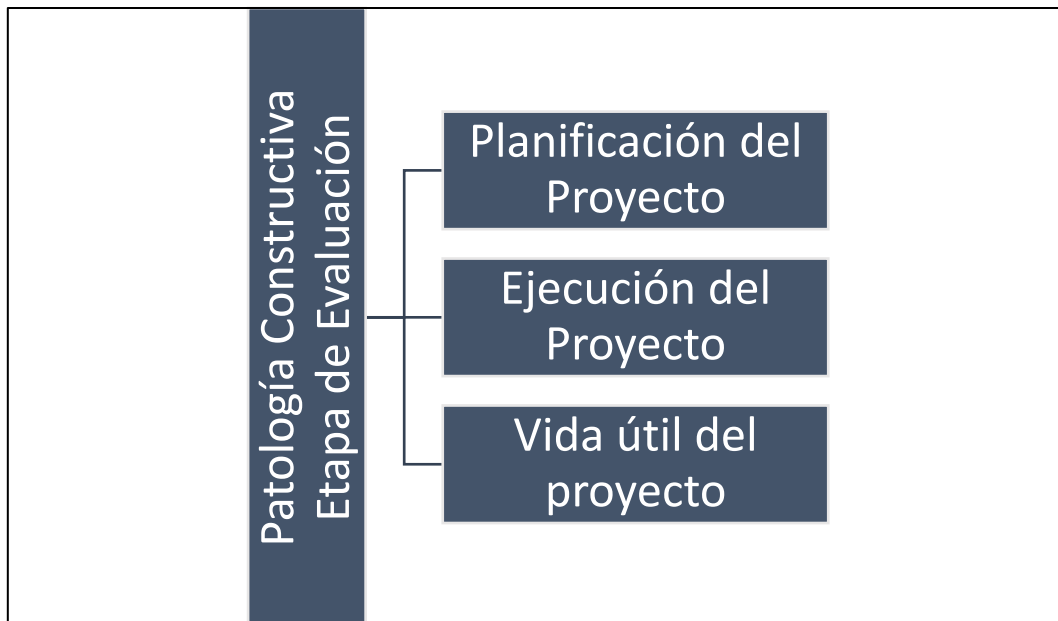 Patología Constructiva
Etapa de Evaluación
Planificación del
Proyecto
Ejecución del
Proyecto
Vida útil del
proyecto